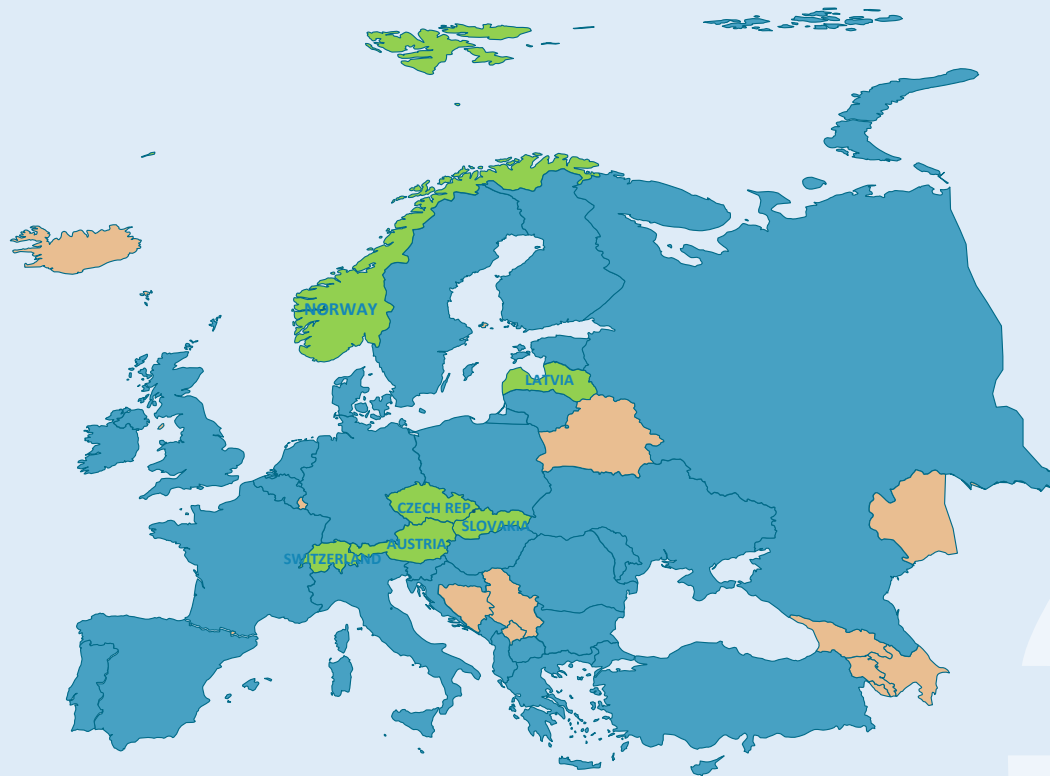 NORWAY
LATVIA
CZECH REP.
SLOVAKIA
AUSTRIA
SWITZERLAND